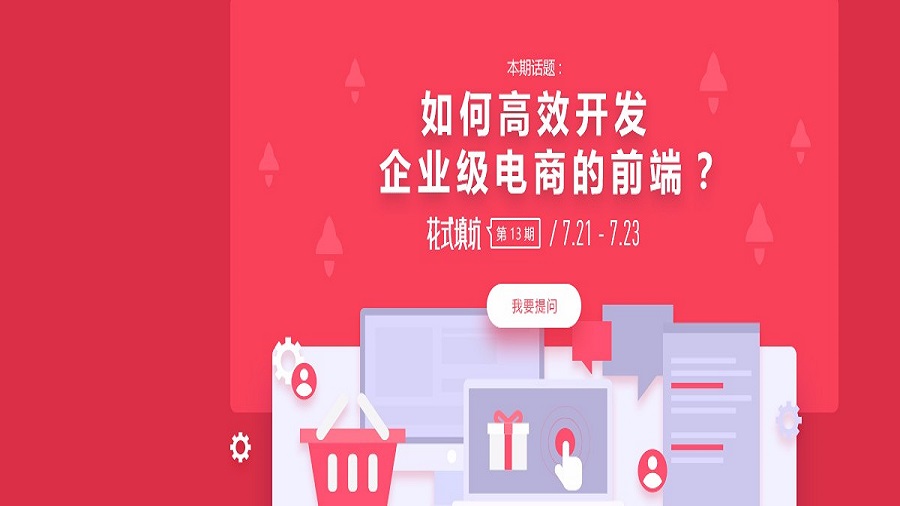 本期话题：
如何高效开发
企业级电商的前端？
花式填坑 第13期 / 7.21 - 7.23
我要提问